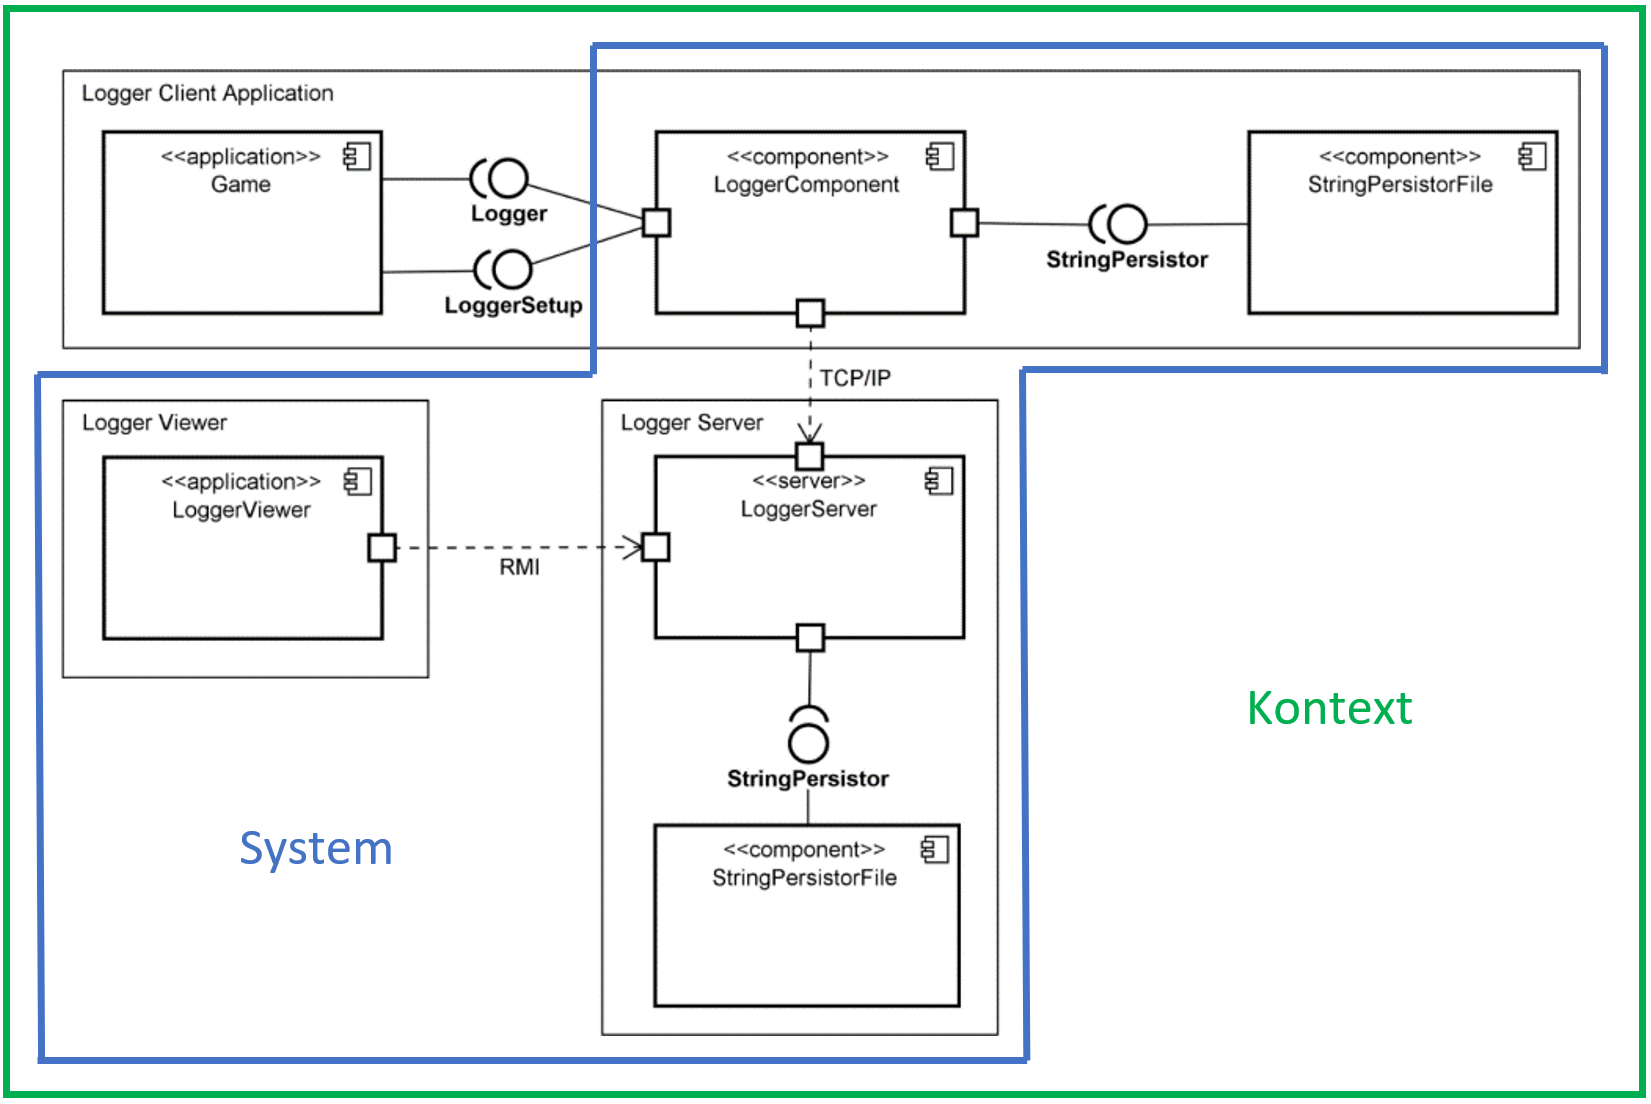 Logger Client Application
<<application>>
Game
Logger
LoggerSetup
<<component>>
LoggerComponent
StringPersistor
<<component>>
StringPersistorFile
TCP/IP
Logger Viewer
<<application>>
LoggerViewer
RMI
Logger Server
<<server>>
LoggerServer
StringPersistor
<<component>>
StringPersistorFile
System
Kontext